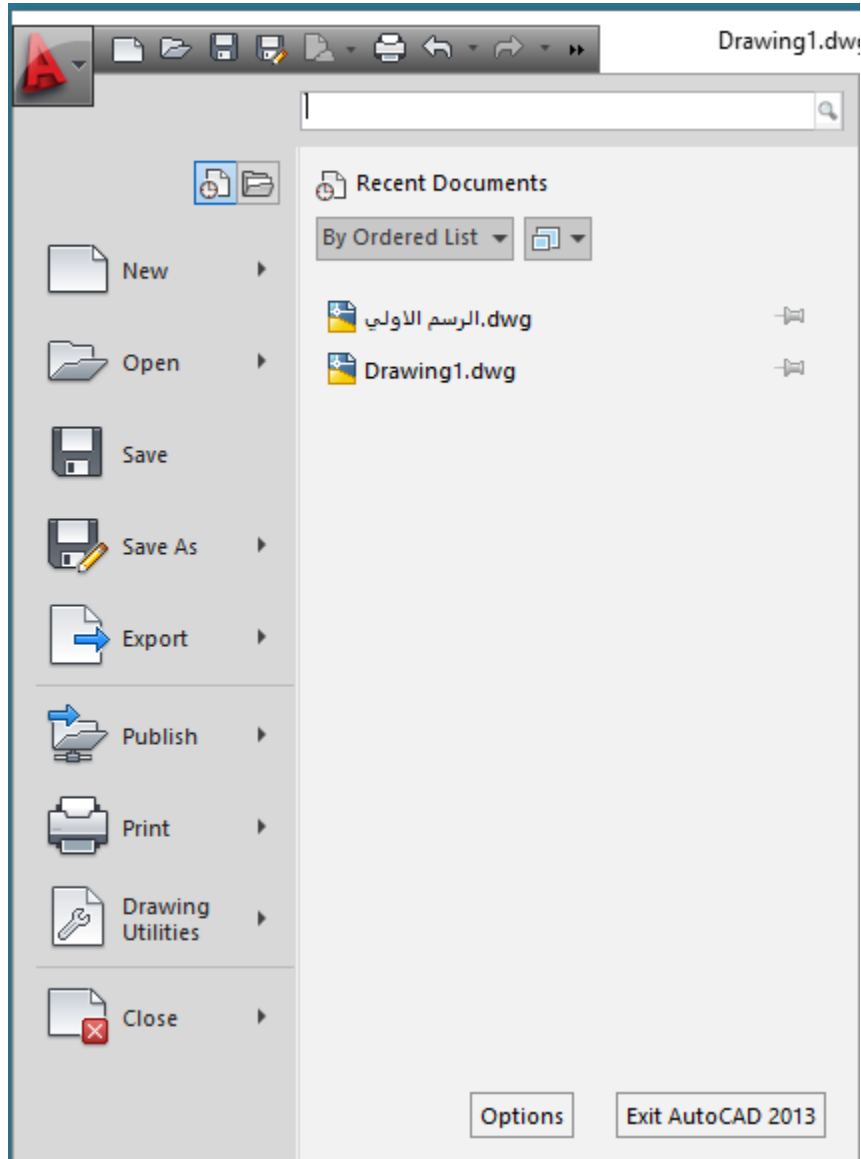 Drawing1.dwg
Recent Documents
By Ordered List
New
الرسم الاولي.dwg
Open
Drawing1.dwg
Save
Save As
Export
Publish
Print
Drawing
Utilities
Close
Options
Exit AutoCAD 2013